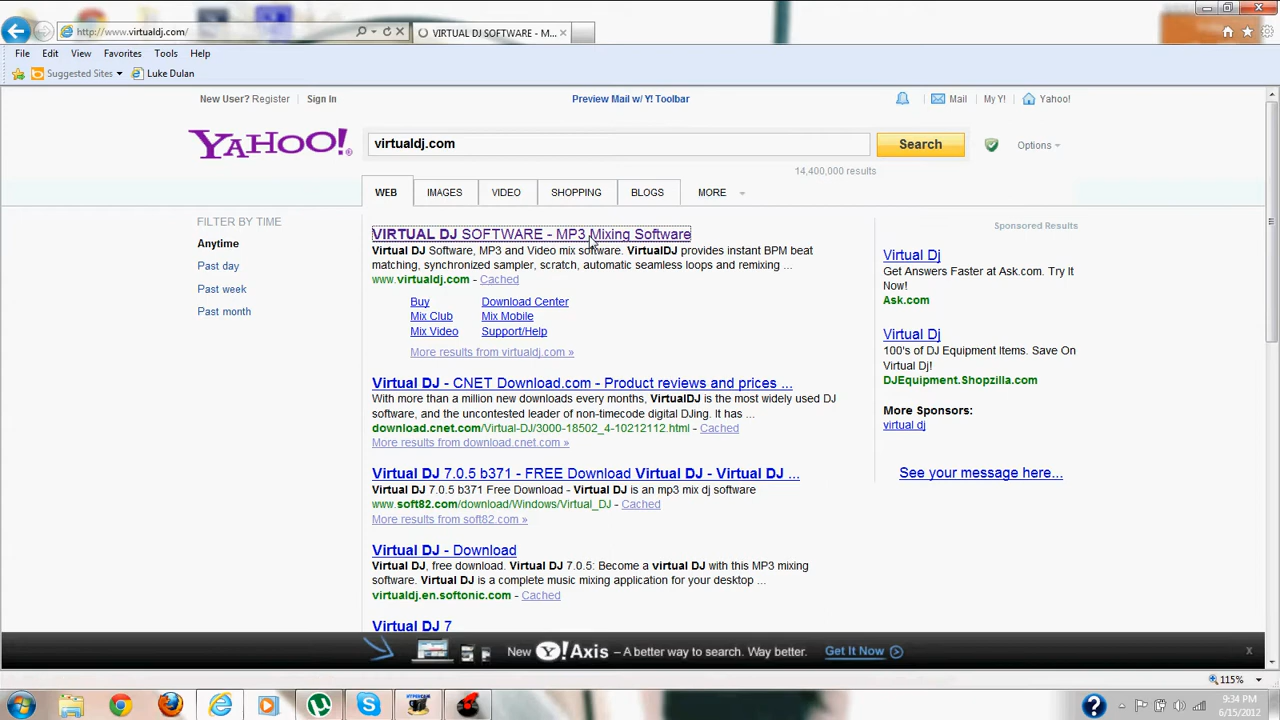 http://www.virtualdj.com/
VIRTUAL DJ SOFTWARE - M...
File Edit View Favorites Tools Help
Suggested Sites Luke Dulan
New User? Register Sign In Preview Mail w/ Y! Toolbar Mail My Y! Yahoo!
YAHOO! virtualdj.com Search Options
14,400,000 results
WEB IMAGES VIDEO SHOPPING BLOGS MORE
FILTER BY TIME
Anytime
Past day
Past week
Past month
VIRTUAL DJ SOFTWARE - MP3 Mixing Software
Virtual DJ Software, MP3 and Video mix software. VirtualDJ provides instant BPM beat
matching, synchronized sampler, scratch, automatic seamless loops and remixing ...
www.virtualdj.com - Cached
Buy Download Center
Mix Club Mix Mobile
Mix Video Support/Help
More results from virtualdj.com »
Virtual DJ - CNET Download.com - Product reviews and prices ...
With more than a million new downloads every months, VirtualDJ is the most widely used DJ
software, and the uncontested leader of non-timecode digital DJing. It has ...
download.cnet.com/Virtual-DJ/3000-18502_4-10212112.html - Cached
More results from download.cnet.com »
Virtual DJ 7.0.5 b371 - FREE Download Virtual DJ - Virtual DJ ...
Virtual DJ 7.0.5 b371 Free Download - Virtual DJ is an mp3 mix dj software
www.soft82.com/download/Windows/Virtual_DJ - Cached
More results from soft82.com »
Virtual DJ - Download
Virtual DJ, free download. Virtual DJ 7.0.5: Become a virtual DJ with this MP3 mixing
software. Virtual DJ is a complete music mixing application for your desktop ...
virtualdj.en.softonic.com - Cached
Virtual DJ 7
Sponsored Results
Virtual Dj
Get Answers Faster at Ask.com. Try It
Now!
Ask.com
Virtual Dj
100's of DJ Equipment Items. Save On
Virtual Dj!
DJEquipment.Shopzilla.com
More Sponsors:
virtual dj
See your message here...
New Y! Axis – A better way to search. Way better. Get It Now x
115%
HYPERCAM
9:34 PM
6/15/2012